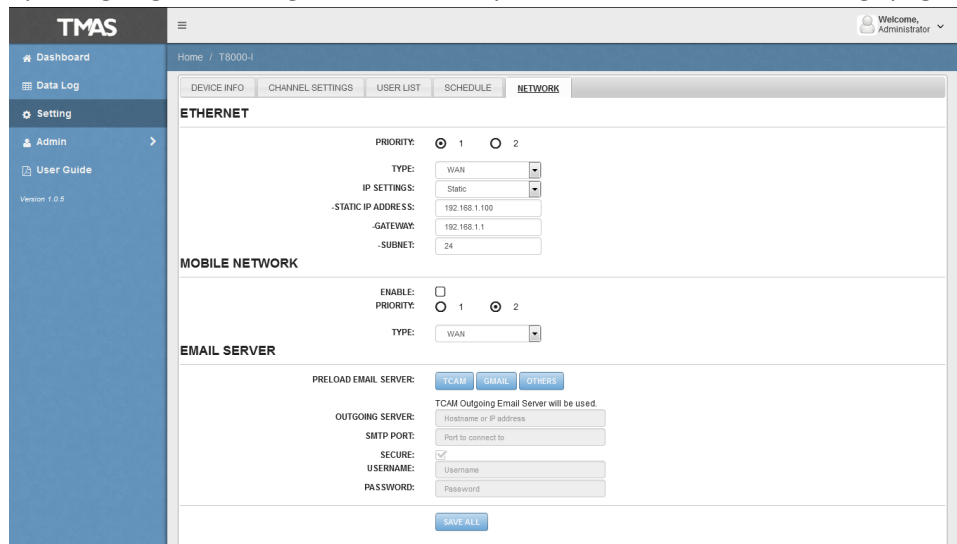 TMAS
Welcome,
Administrator
Dashboard
Data Log
Setting
Admin
User Guide
Version 1.0.5
Home / T8000-I
DEVICE INFO CHANNEL SETTINGS USER LIST SCHEDULE NETWORK
ETHERNET
PRIORITY: 1 2
TYPE: WAN
IP SETTINGS: Static
-STATIC IP ADDRESS: 192.168.1.100
-GATEWAY: 192.168.1.1
-SUBNET: 24
MOBILE NETWORK
ENABLE:
PRIORITY: 1 2
TYPE: WAN
EMAIL SERVER
PRELOAD EMAIL SERVER: TCAM GMAIL OTHERS
TCAM Outgoing Email Server will be used.
OUTGOING SERVER: Hostname or IP address
SMTP PORT: Port to connect to
SECURE:
USERNAME: Username
PASSWORD: Password
SAVE ALL